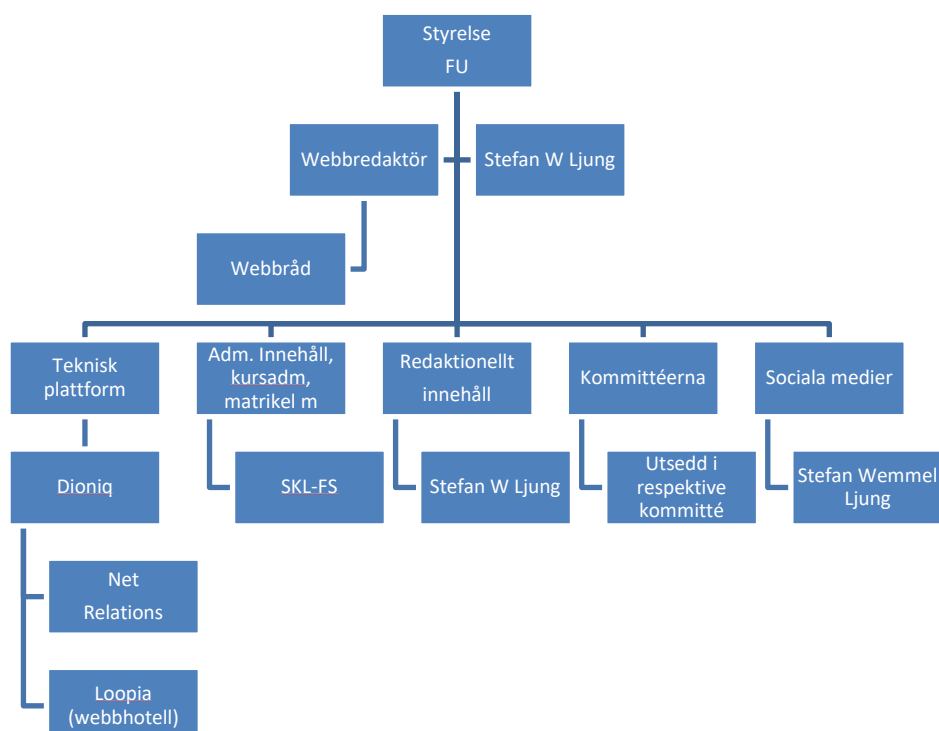 Styrelse
FU
Webbredaktör
Stefan W Ljung
Webbråd
Teknisk
plattform
Adm. Innehåll,
kursadm,
matrikel m
Redaktionellt
innehåll
Kommittéerna
Sociala medier
Dioniq
SKL-FS
Stefan W Ljung
Utsedd i
respektive
kommitté
Stefan Wemmel
Ljung
Net
Relations
Loopia
(webbhotell)